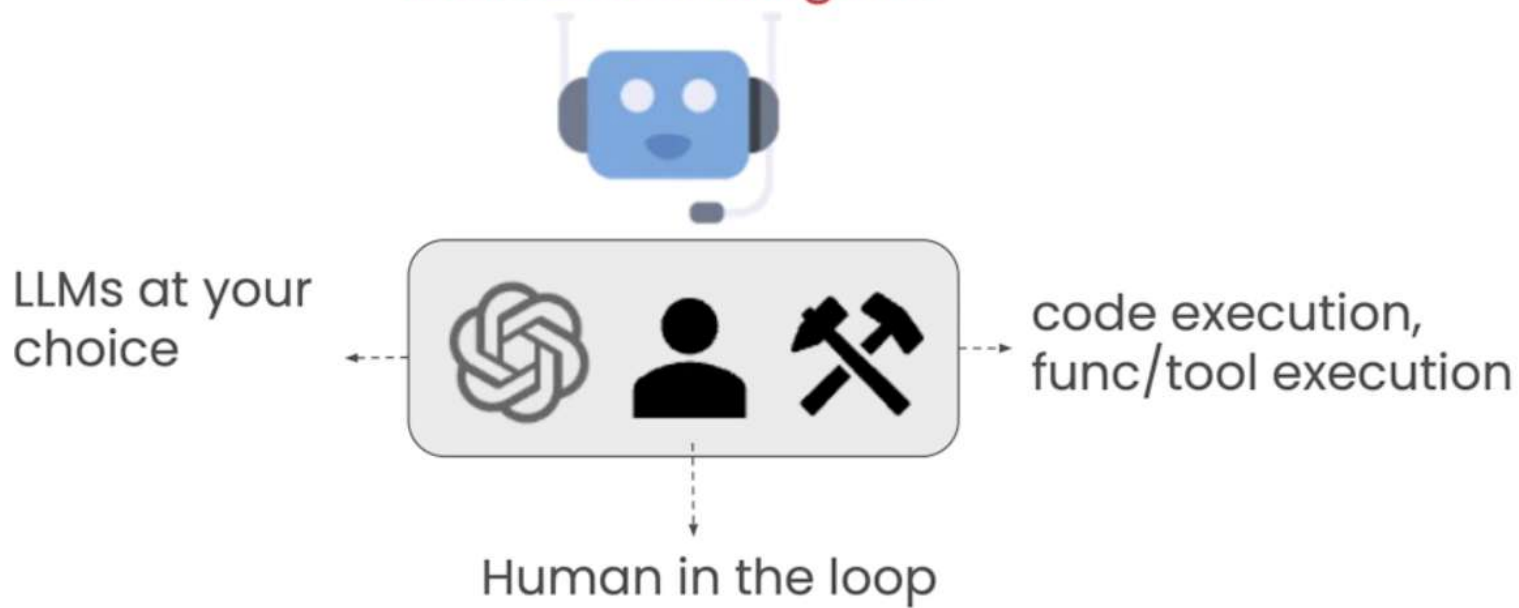 LLMs at your
choice
code execution,
func/tool execution
Human in the loop